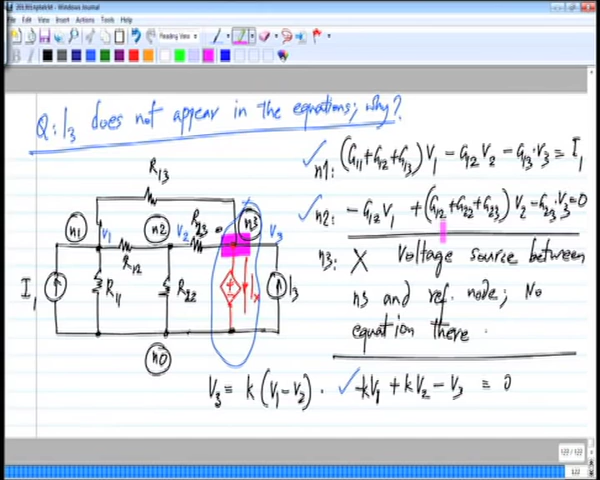 File Edit View Insert Actions Tools Help
Reading View
B I
Q: I3 does not appear in the equations; why?
n1: (G11+G12+G13) V1 - G12 V2 - G13·V3 = I1
n2: - G12 V1 + (G12+G22+G23) V2 - G23·V3=0
n3: X Voltage source between
n3 and ref. node; No
equation there.
R13
n1 V1 n2 V2 R23 n3 V3
R12
I1 R11 R22 Ix I3
n0
V3 = k (V1-V2). -kV1 + kV2 - V3 = 0
122 / 122
122